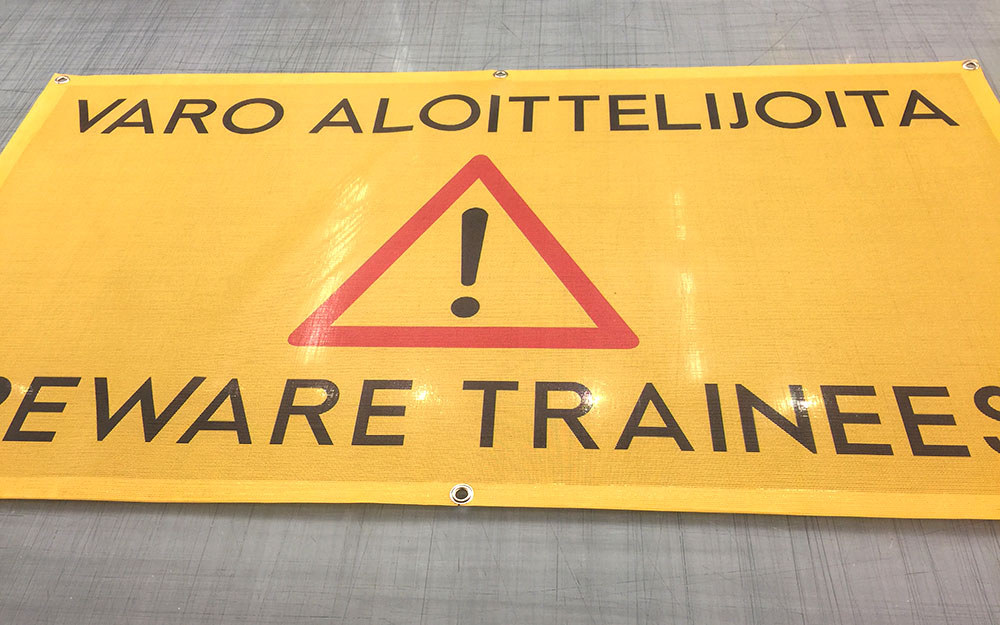 VARO ALOITTELIJOITA
!
BEWARE TRAINEES